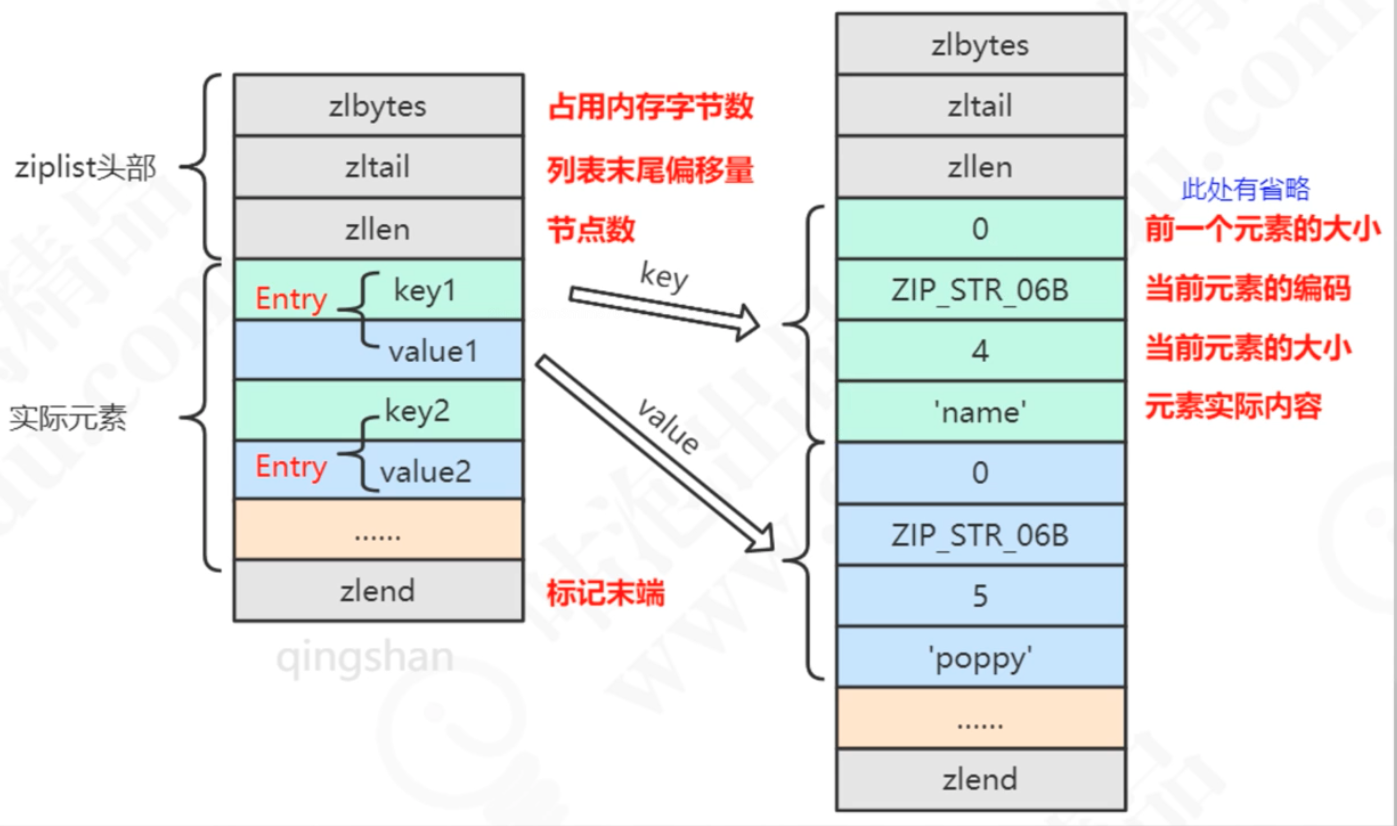 ziplist头部
实际元素
zlbytes
占用内存字节数
zltail
列表末尾偏移量
zllen
节点数
Entry
key1
value1
key2
Entry
value2
......
zlend
标记末端
qingshan
key
value
zlbytes
zltail
zllen
此处有省略
0
前一个元素的大小
ZIP_STR_06B
当前元素的编码
4
当前元素的大小
'name'
元素实际内容
0
ZIP_STR_06B
5
'poppy'
......
zlend